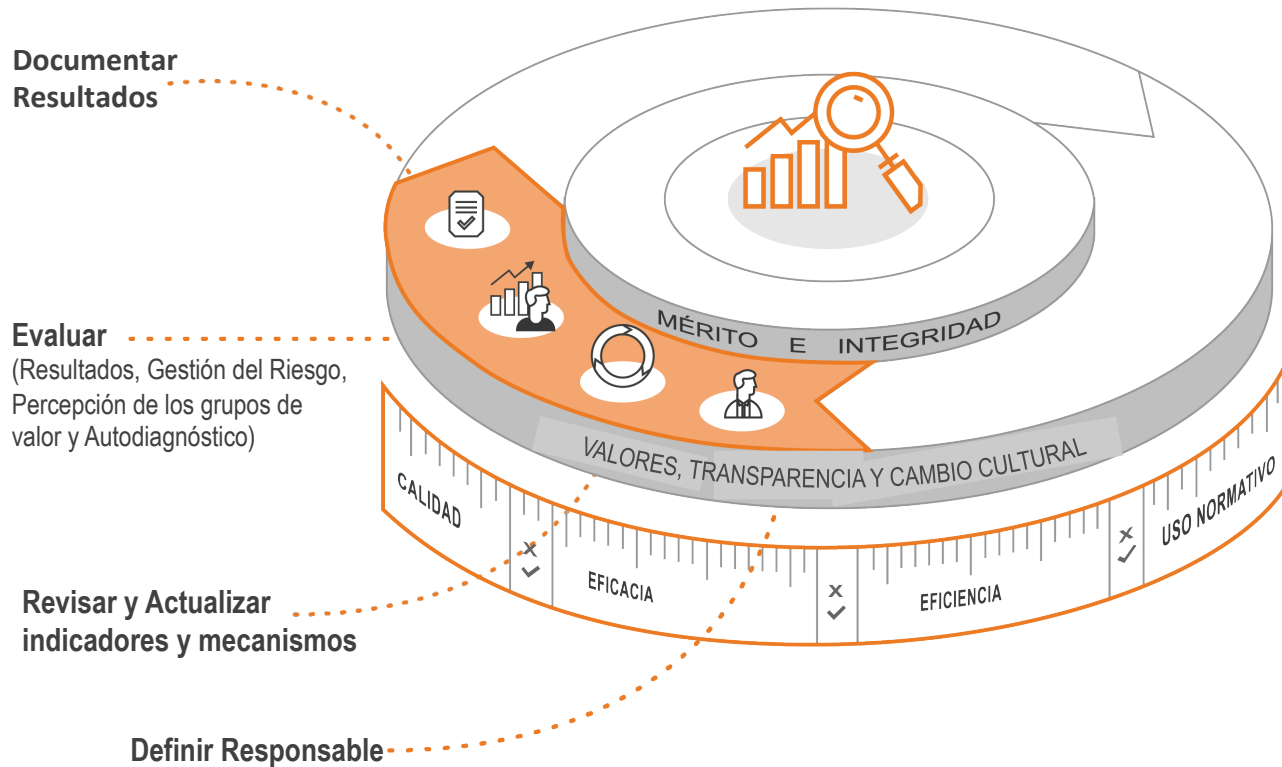 Documentar
Resultados
Evaluar
(Resultados, Gestión del Riesgo,
Percepción de los grupos de
valor y Autodiagnóstico)
Revisar y Actualizar
indicadores y mecanismos
Definir Responsable
MÉRITO E INTEGRIDAD
VALORES, TRANSPARENCIA Y CAMBIO CULTURAL
CALIDAD
EFICACIA
EFICIENCIA
USO NORMATIVO